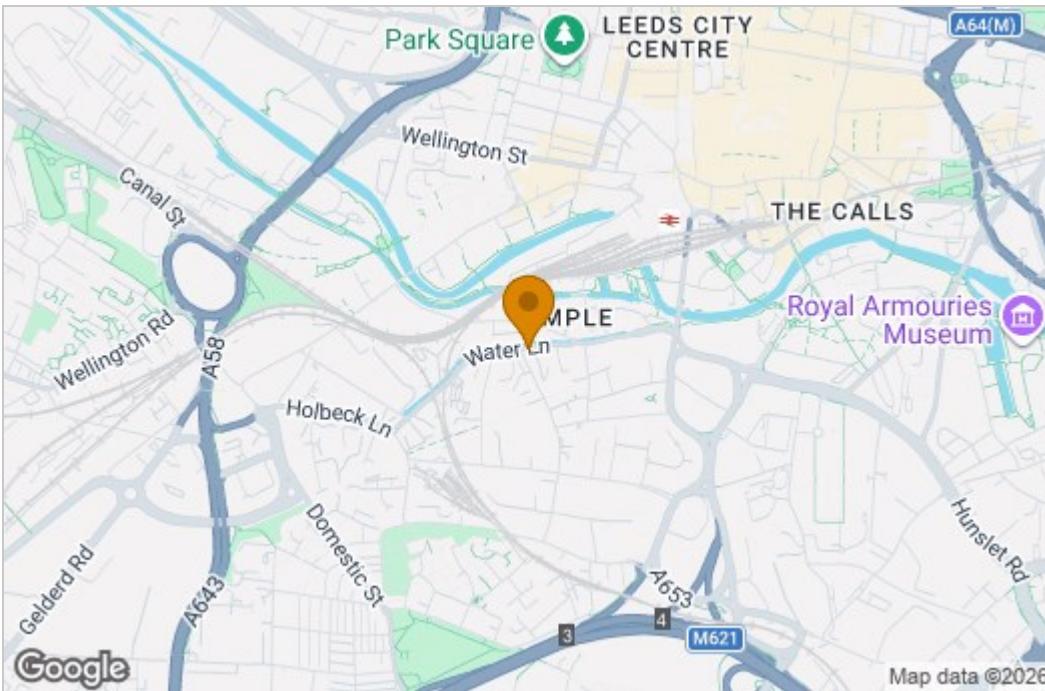 LEEDS CITY
CENTRE
Park Square
A64(M)
Wellington St
Canal St
THE CALLS
Royal Armouries
Museum
MPLE
Water Ln
Wellington Rd
A58
Holbeck Ln
Domestic St
Hunslet Rd
Gelderd Rd
A643
A653
3
4
M621
Google
Map data ©2026